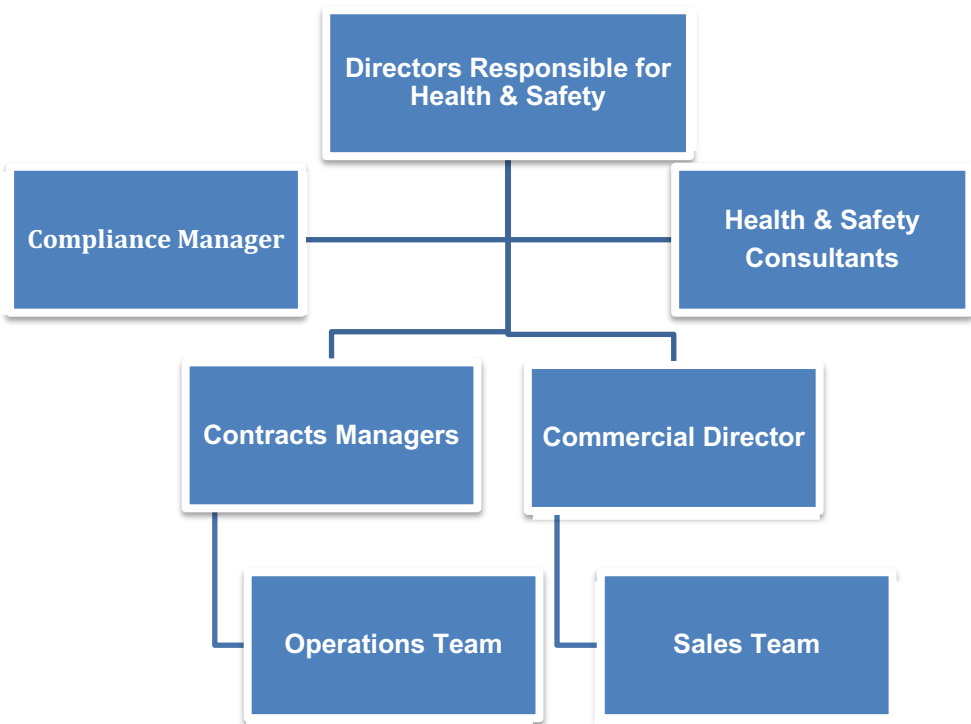 Directors Responsible for
Health & Safety
Compliance Manager
Health & Safety
Consultants
Contracts Managers
Commercial Director
Operations Team
Sales Team